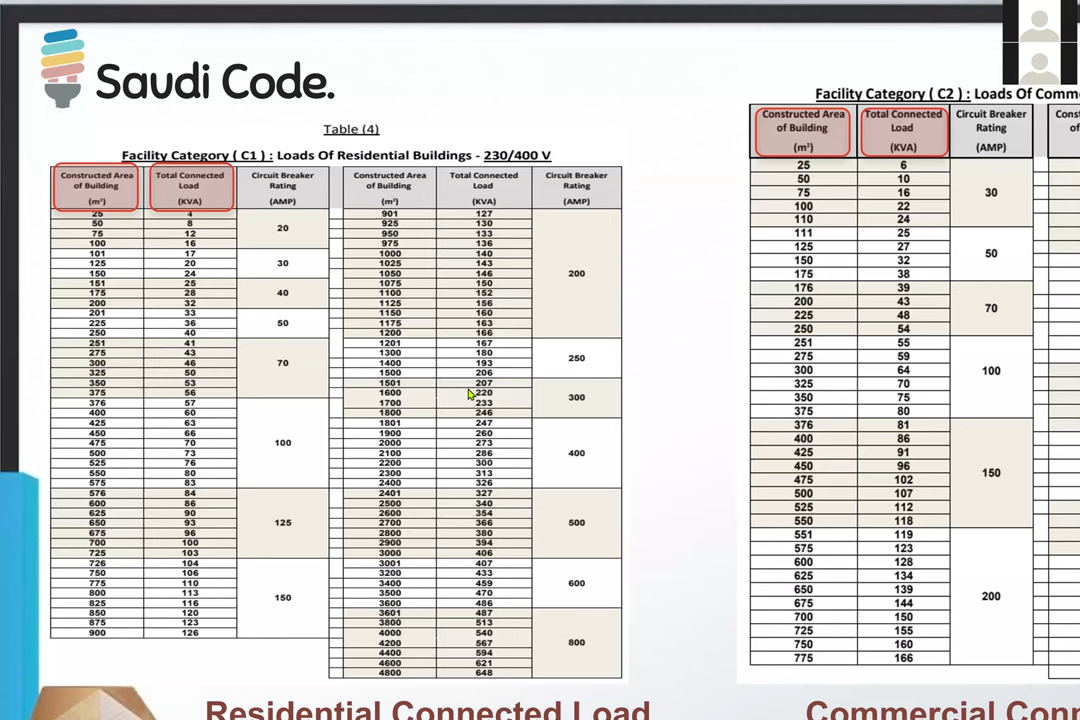 Saudi Code.
Table (4)
Facility Category ( C1 ) : Loads Of Residential Buildings - 230/400 V
Constructed Area of Building (m²) Total Connected Load (KVA) Circuit Breaker Rating (AMP) Constructed Area of Building (m²) Total Connected Load (KVA) Circuit Breaker Rating (AMP)
25 4 20 901 127 200
50 8 925 130
75 12 950 133
100 16 975 136
101 17 30 1000 140
125 20 1025 143
150 24 1050 146
151 25 40 1075 150
175 28 1100 152
200 32 1125 156
201 33 50 1150 160
225 36 1175 163
250 40 1200 166
251 41 70 1201 167 250
275 43 1300 180
300 46 1400 193
325 50 1500 206
350 53 1501 207 300
375 56 1600 220
376 57 100 1700 233
400 60 1800 246
425 63 1801 247 400
450 66 1900 260
475 70 2000 273
500 73 2100 286
525 76 2200 300
550 80 2300 313
575 83 2400 326
576 84 125 2401 327 500
600 86 2500 340
625 90 2600 354
650 93 2700 366
675 96 2800 380
700 100 2900 394
725 103 3000 406
726 104 150 3001 407 600
750 106 3200 433
775 110 3400 459
800 113 3500 470
825 116 3600 486
850 120 3601 487 800
875 123 3800 513
900 126 4000 540
4200 567
4400 594
4600 621
4800 648
Residential Connected Load
Facility Category ( C2 ) : Loads Of Comm
Constructed Area of Building (m²) Total Connected Load (KVA) Circuit Breaker Rating (AMP) Cons of
25 6 30
50 10
75 16
100 22
110 24
111 25 50
125 27
150 32
175 38
176 39 70
200 43
225 48
250 54
251 55 100
275 59
300 64
325 70
350 75
375 80
376 81 150
400 86
425 91
450 96
475 102
500 107
525 112
550 118
551 119 200
575 123
600 128
625 134
650 139
675 144
700 150
725 155
750 160
775 166
Commercial Conn